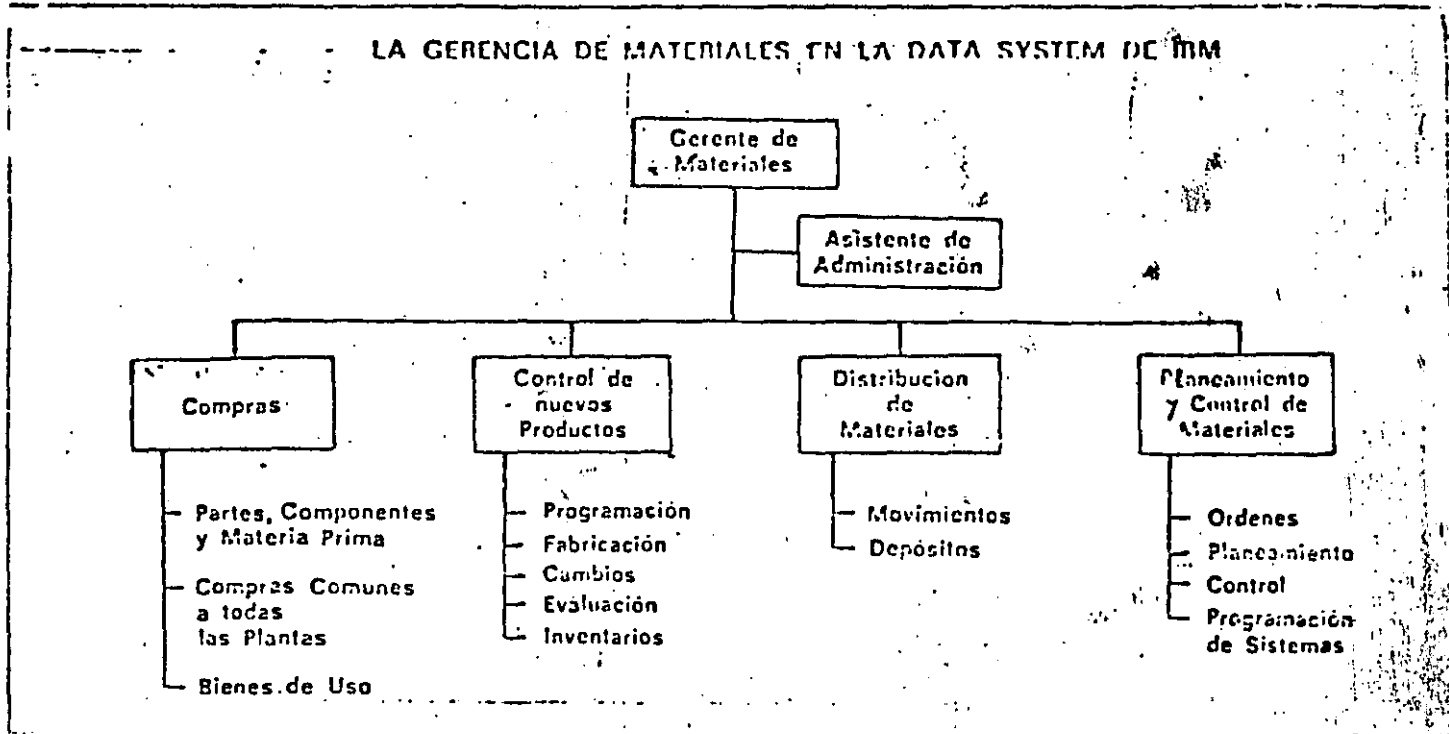 LA GERENCIA DE MATERIALES EN LA DATA SYSTEM DE IBM
Gerente de
Materiales
Asistente de
Administración
Compras
Control de
nuevos
Productos
Distribucion
de
Materiales
Planeamiento
y Control de
Materiales
Partes, Componentes
y Materia Prima
Compras Comunes
a todas
las Plantas
Bienes de Uso
Programación
Fabricación
Cambios
Evaluación
Inventarios
Movimientos
Depósitos
Ordenes
Planeamiento
Control
Programación
de Sistemas